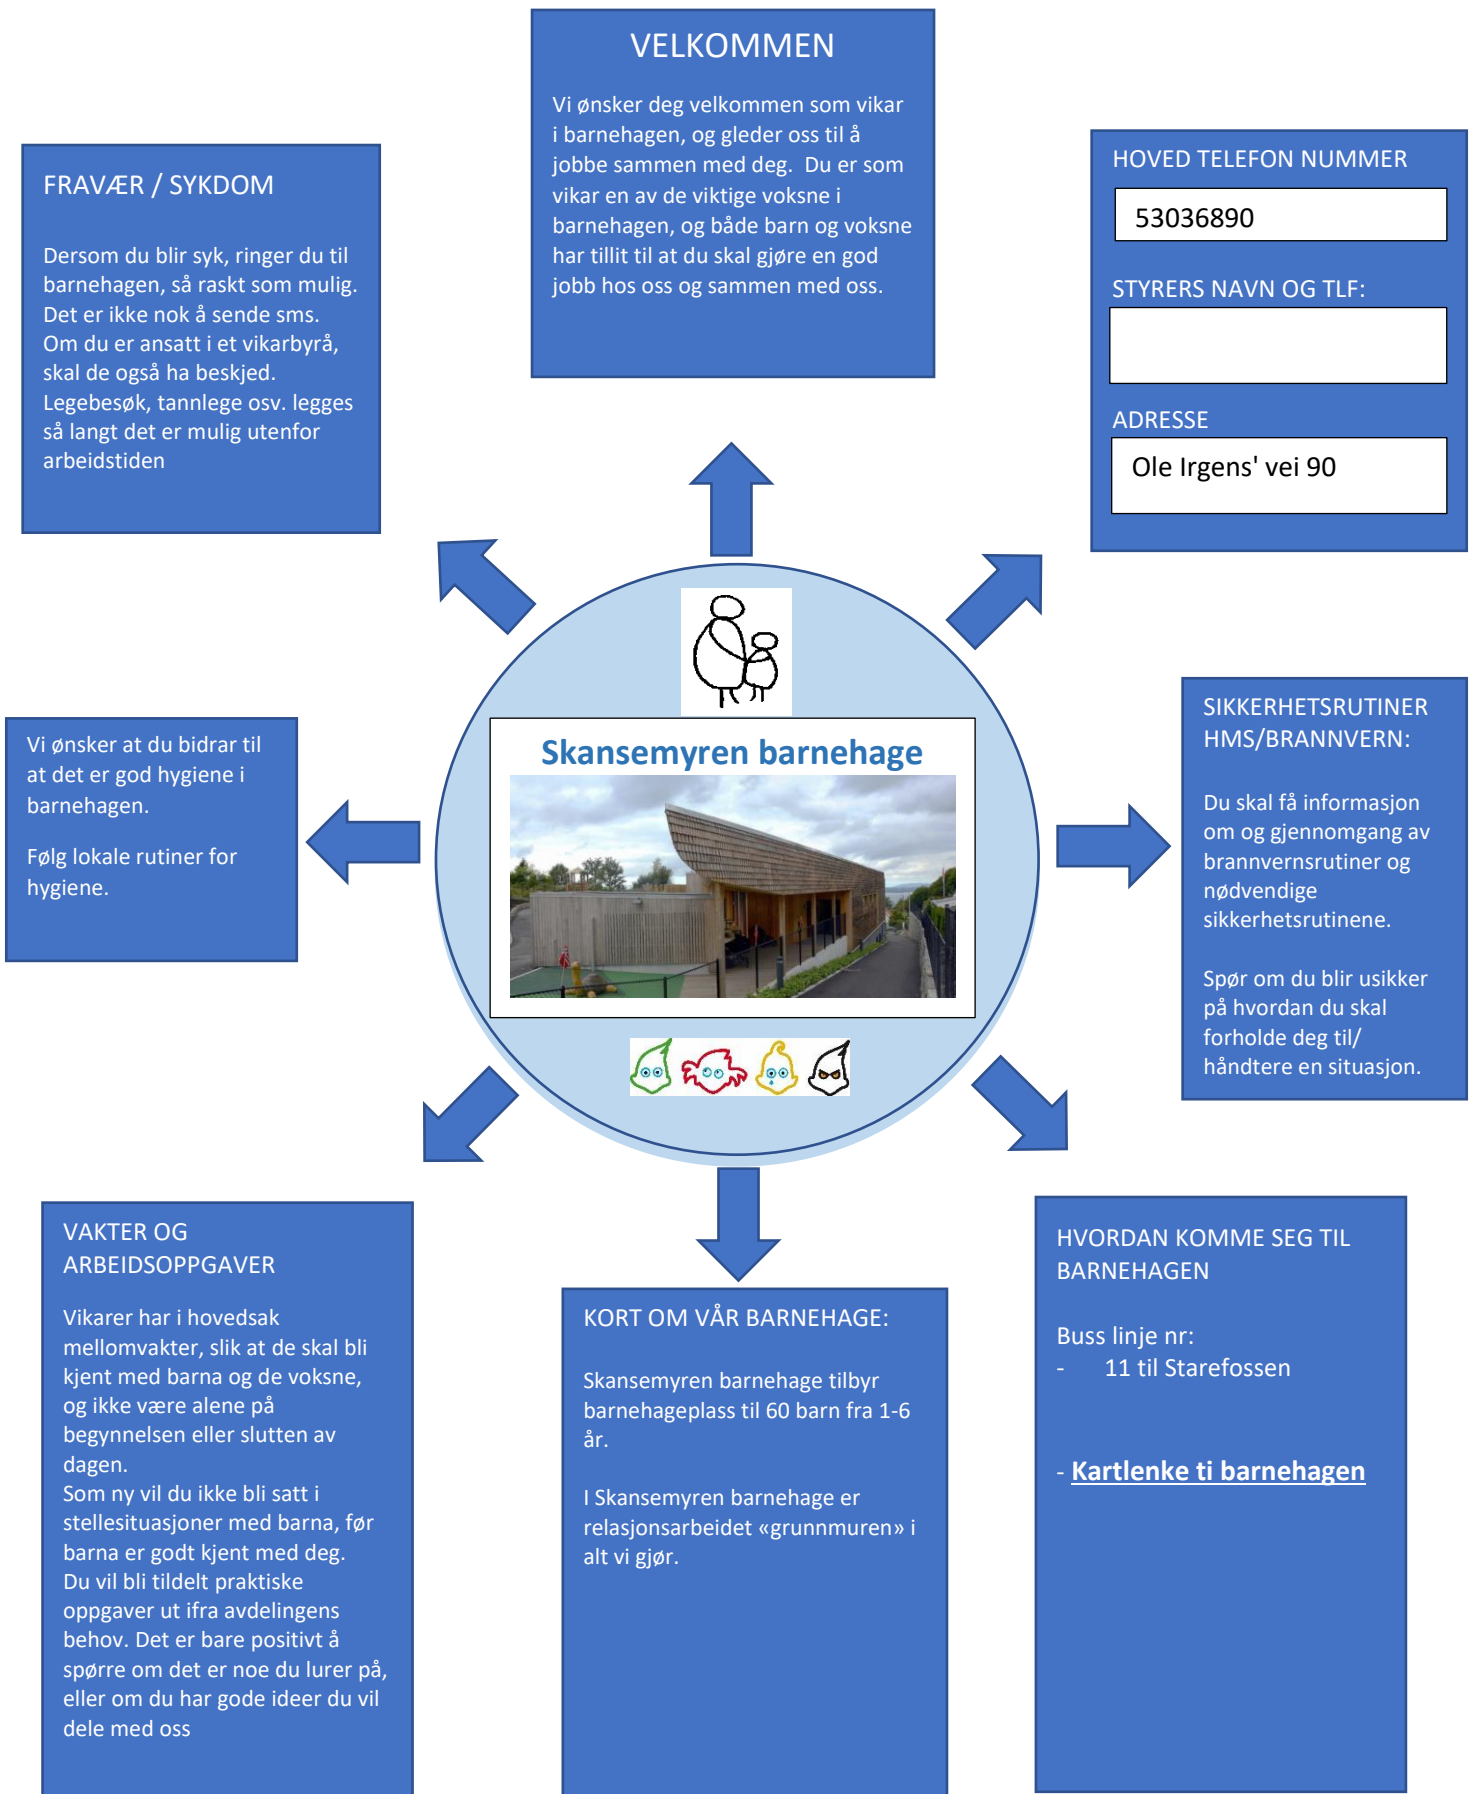 VELKOMMEN
Vi ønsker deg velkommen som vikar
i barnehagen, og gleder oss til å
jobbe sammen med deg.  Du er som
vikar en av de viktige voksne i
barnehagen, og både barn og voksne
har tillit til at du skal gjøre en god
jobb hos oss og sammen med oss.
FRAVÆR / SYKDOM
Dersom du blir syk, ringer du til
barnehagen, så raskt som mulig.
Det er ikke nok å sende sms.
Om du er ansatt i et vikarbyrå,
skal de også ha beskjed.
Legebesøk, tannlege osv. legges
så langt det er mulig utenfor
arbeidstiden
HOVED TELEFON NUMMER
53036890
STYRERS NAVN OG TLF:
ADRESSE
Ole Irgens' vei 90
Vi ønsker at du bidrar til
at det er god hygiene i
barnehagen.
Følg lokale rutiner for
hygiene.
Skansemyren barnehage
SIKKERHETSRUTINER
HMS/BRANNVERN:
Du skal få informasjon
om og gjennomgang av
brannvernsrutiner og
nødvendige
sikkerhetsrutinene.
Spør om du blir usikker
på hvordan du skal
forholde deg til/
håndtere en situasjon.
VAKTER OG
ARBEIDSOPPGAVER
Vikarer har i hovedsak
mellomvakter, slik at de skal bli
kjent med barna og de voksne,
og ikke være alene på
begynnelsen eller slutten av
dagen.
Som ny vil du ikke bli satt i
stellesituasjoner med barna, før
barna er godt kjent med deg.
Du vil bli tildelt praktiske
oppgaver ut ifra avdelingens
behov. Det er bare positivt å
spørre om det er noe du lurer på,
eller om du har gode ideer du vil
dele med oss
KORT OM VÅR BARNEHAGE:
Skansemyren barnehage tilbyr
barnehageplass til 60 barn fra 1-6
år.
I Skansemyren barnehage er
relasjonsarbeidet «grunnmuren» i
alt vi gjør.
HVORDAN KOMME SEG TIL
BARNEHAGEN
Buss linje nr:
- 11 til Starefossen
- Kartlenke ti barnehagen